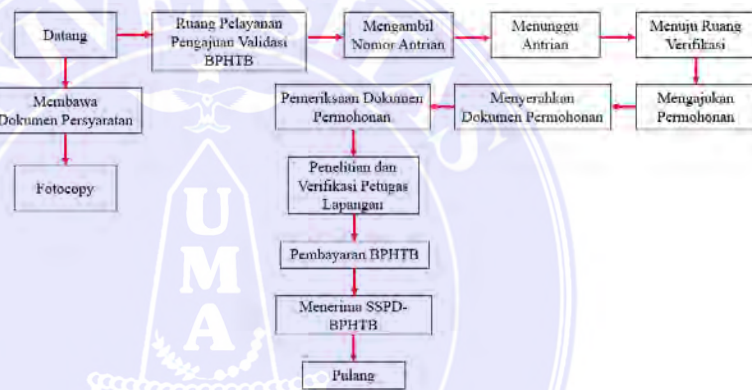 Datang
Ruang Pelayanan
Pengajuan Validasi
BPHTB
Mengambil
Nomor Antrian
Menunggu
Antrian
Menuju Ruang
Verifikasi
Membawa
Dokumen Persyaratan
Pemeriksaan Dokumen
Permohonan
Menyerahkan
Dokumen Permohonan
Mengajukan
Permohonan
Fotocopy
Penelitian dan
Verifikasi Petugas
Lapangan
Pembayaran BPHTB
Menerima SSPD-
BPHTB
Pulang
U
M
A